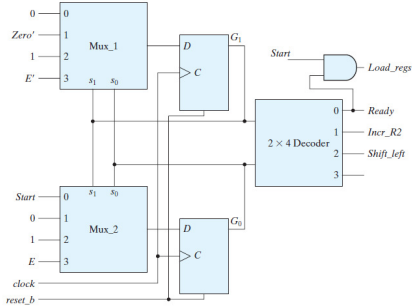 0
0
Zero'
1
Mux_1
1
2
E'
3
s₁ s₀
D
C
G₁
Start
Load_regs
0
Ready
1
Incr_R2
2 × 4 Decoder
2
Shift_left
3
Start
0
s₁ s₀
0
1
Mux_2
1
2
E
3
D
C
G₀
clock
reset_b